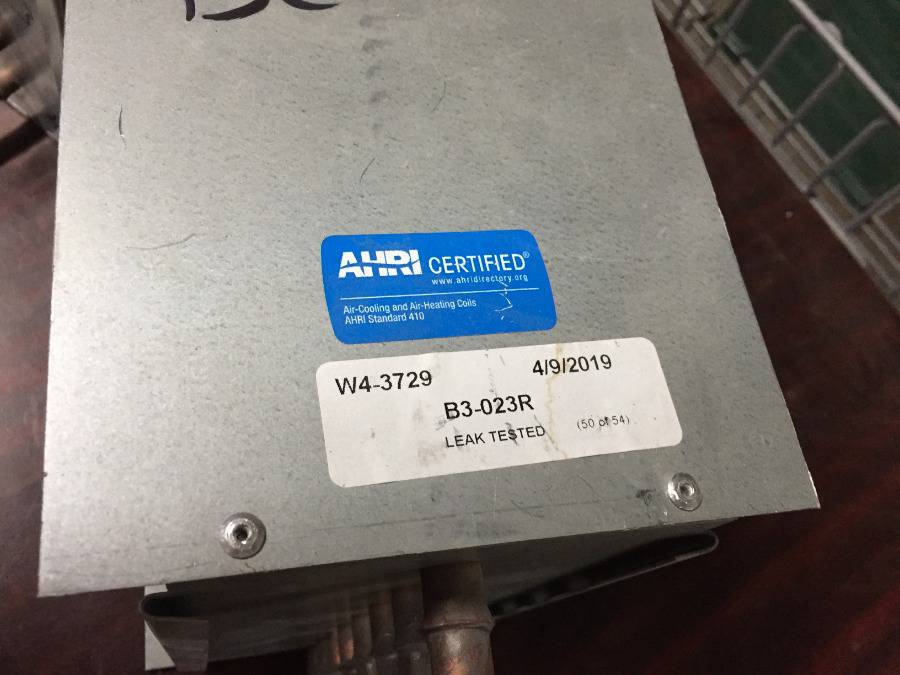 AHRI CERTIFIED®
www.ahridirectory.org
Air-Cooling and Air-Heating Coils
AHRI Standard 410
W4-3729 4/9/2019
B3-023R
LEAK TESTED (50 of 54)